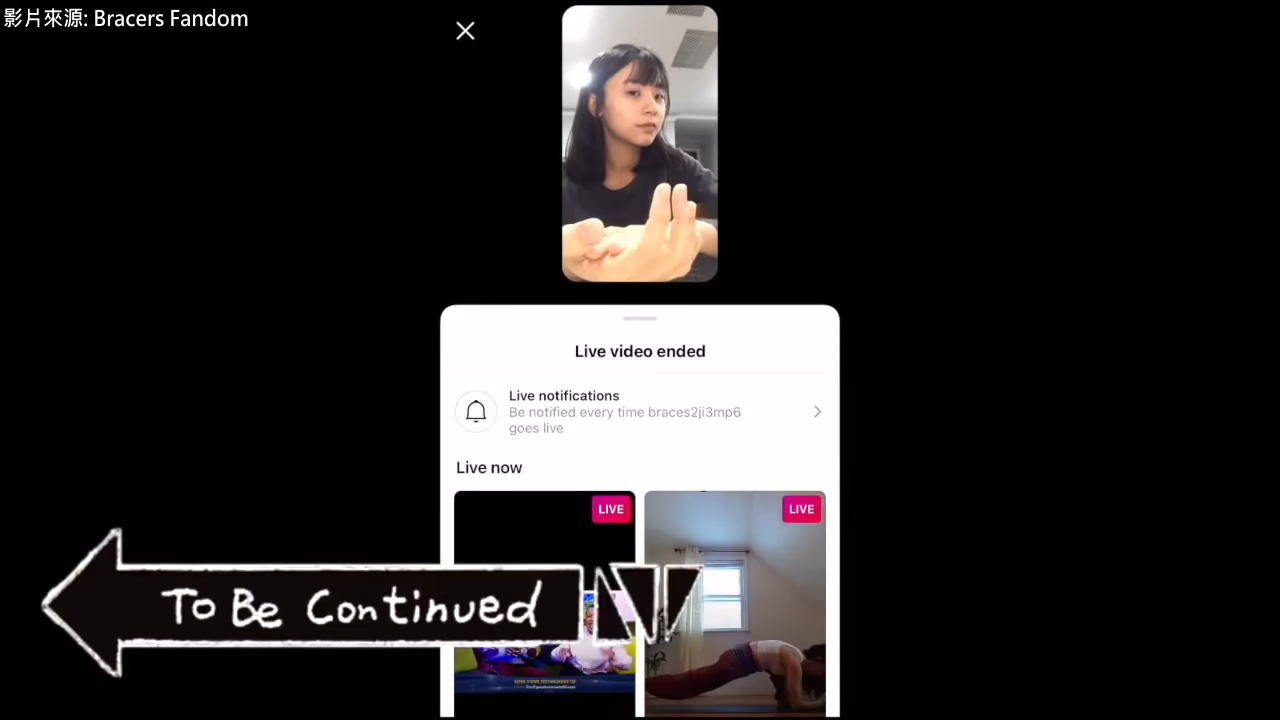 影片來源: Bracers Fandom
Live video ended
Live notifications
Be notified every time braces2ji3mp6
goes live
Live now
LIVE
LIVE
To Be Continued